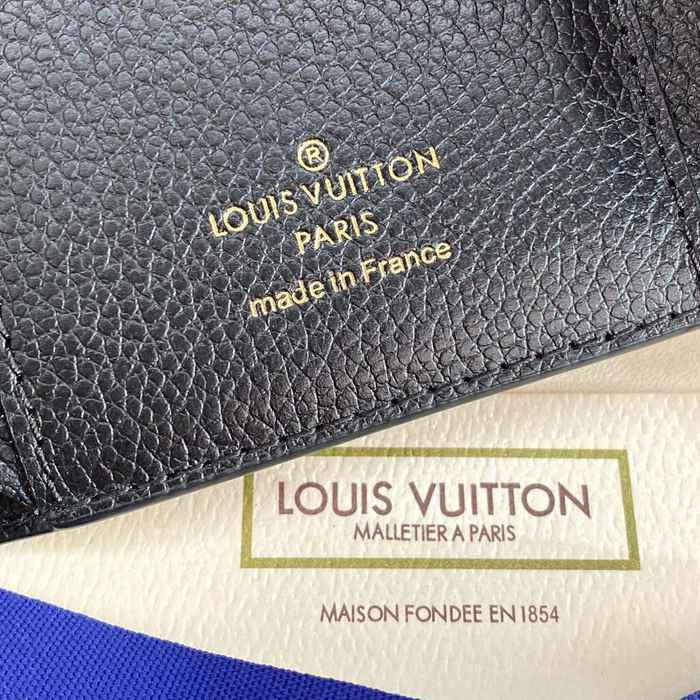 ®
LOUIS VUITTON
PARIS
made in France
LOUIS VUITTON
MALLETIER A PARIS
MAISON FONDEE EN 1854